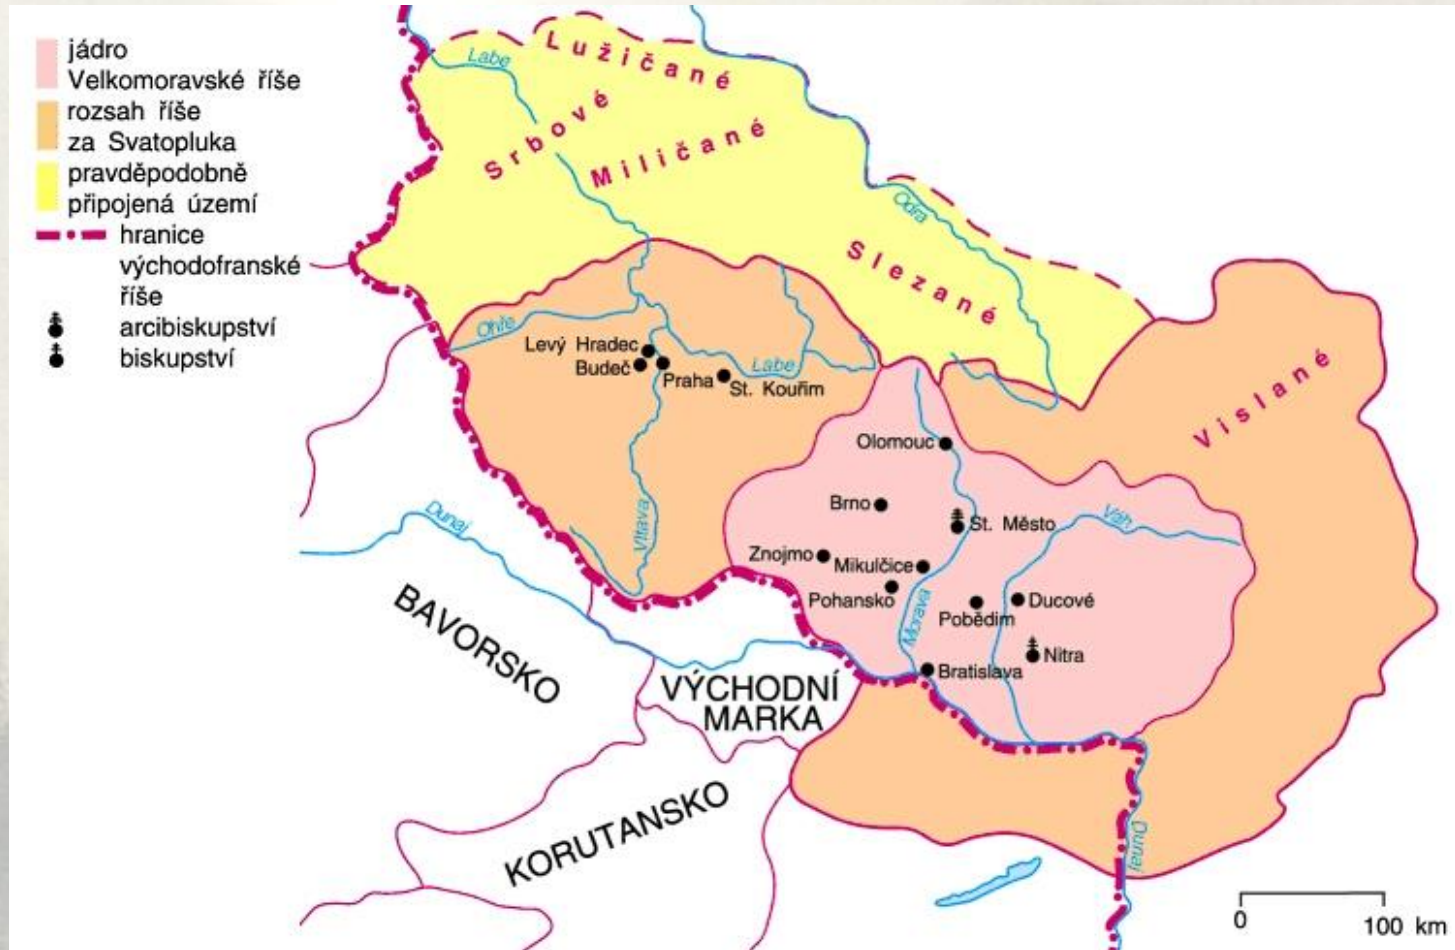 jádro
Velkomoravské říše
rozsah říše
za Svatopluka
pravděpodobně
připojená území
hranice
východofranské
říše
arcibiskupství
biskupství
Labe
Lužičané
Srbové
Miličané
Odra
Slezané
Vislané
Ohře
Levý Hradec
Budeč
Praha
St. Kouřim
Labe
Vltava
Dunaj
Olomouc
Brno
St. Město
Váh
Znojmo
Mikulčice
Pohansko
Morava
Pobědim
Ducové
Nitra
Bratislava
BAVORSKO
VÝCHODNÍ
MARKA
KORUTANSKO
Dunaj
0 100 km